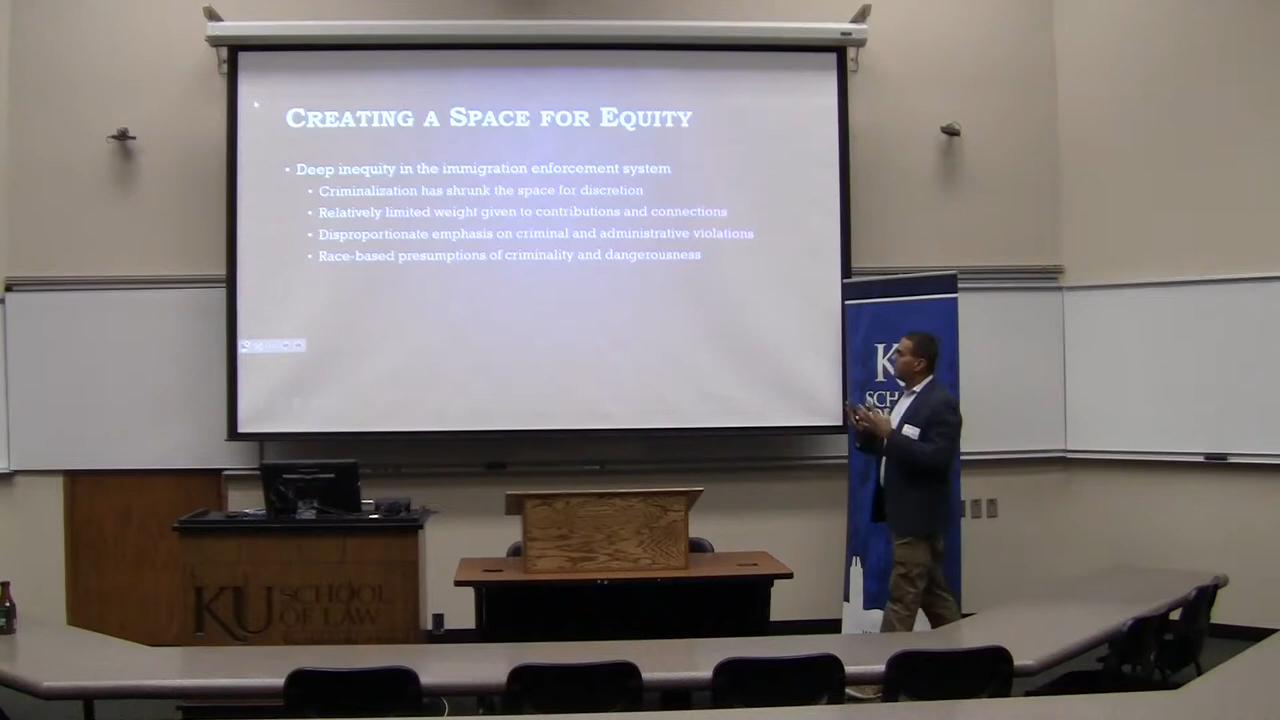 CREATING A SPACE FOR EQUITY
• Deep inequity in the immigration enforcement system
• Criminalization has shrunk the space for discretion
• Relatively limited weight given to contributions and connections
• Disproportionate emphasis on criminal and administrative violations
• Race-based presumptions of criminality and dangerousness
K
SCH
KU SCHOOL
OF LAW